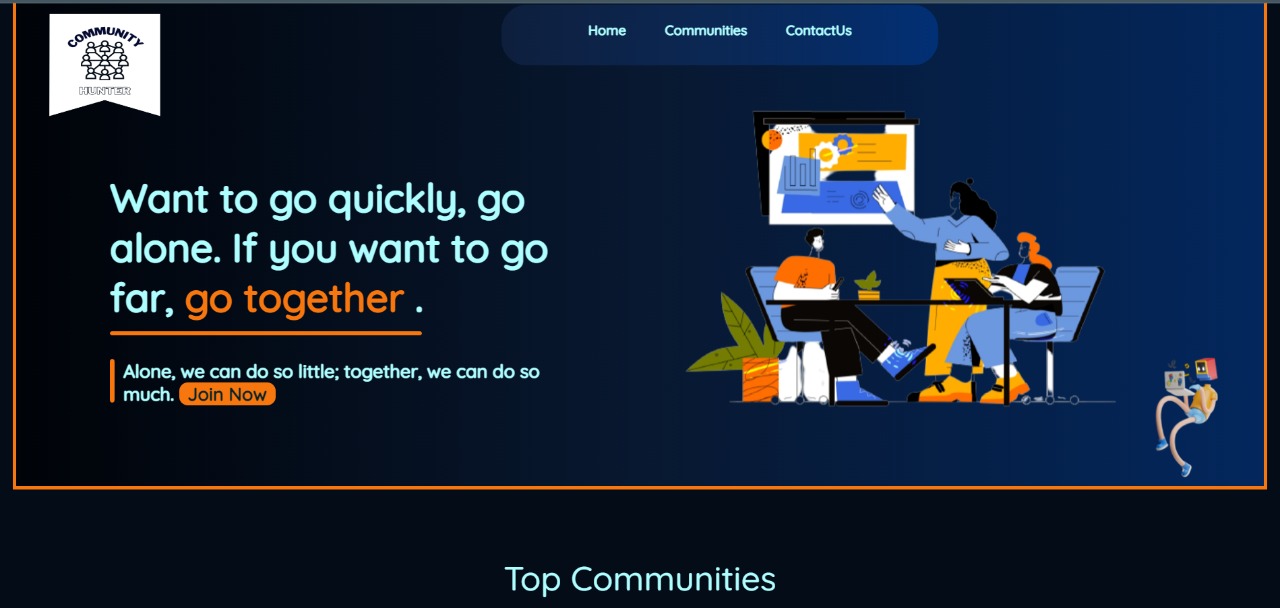 COMMUNITY
HUNTER
Home Communities ContactUs
Want to go quickly, go
alone. If you want to go
far, go together .
Alone, we can do so little; together, we can do so
much. Join Now
Top Communities